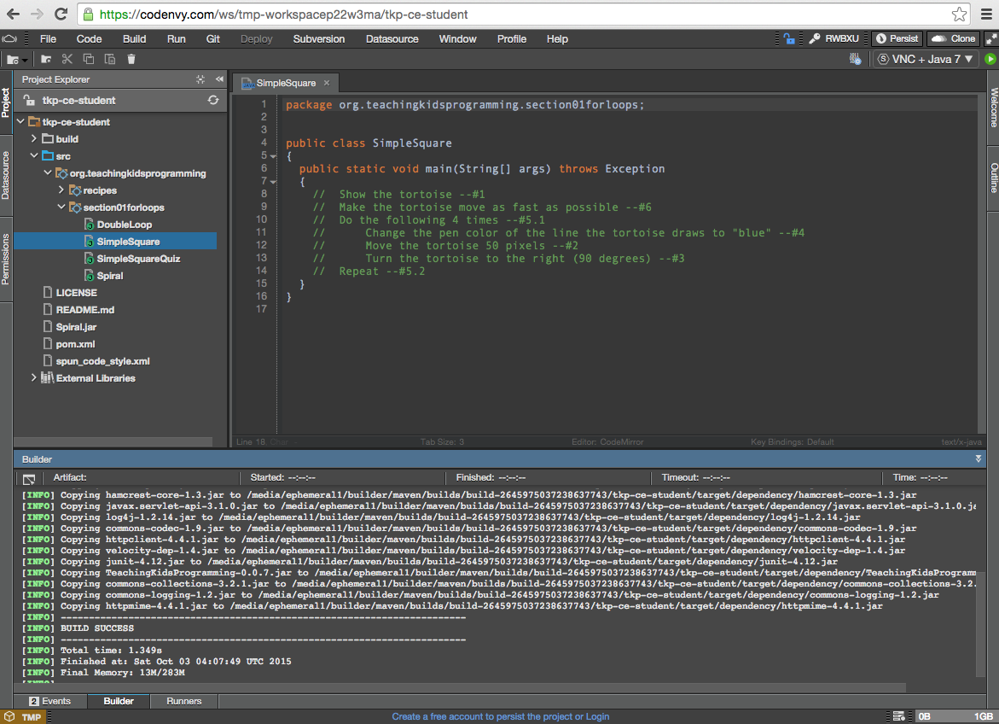 https://codenvy.com/ws/tmp-workspacep22w3ma/tkp-ce-student
File Code Build Run Git Deploy Subversion Datasource Window Profile Help RWBXU Persist Clone
VNC + Java 7
Project Explorer
tkp-ce-student
tkp-ce-student
build
src
org.teachingkidsprogramming
recipes
section01forloops
DoubleLoop
SimpleSquare
SimpleSquareQuiz
Spiral
LICENSE
README.md
Spiral.jar
pom.xml
spun_code_style.xml
External Libraries
Project
Datasource
Permissions
SimpleSquare
1 package org.teachingkidsprogramming.section01forloops;
2
3
4 public class SimpleSquare
5 {
6 public static void main(String[] args) throws Exception
7 {
8 // Show the tortoise --#1
9 // Make the tortoise move as fast as possible --#6
10 // Do the following 4 times --#5.1
11 // Change the pen color of the line the tortoise draws to "blue" --#4
12 // Move the tortoise 50 pixels --#2
13 // Turn the tortoise to the right (90 degrees) --#3
14 // Repeat --#5.2
15 }
16 }
17
Line 18 Char Tab Size: 3 Editor: CodeMirror Key Bindings: Default text/x-java
Welcome
Outline
Builder
Artifact: Started: --:--:-- Finished: --:--:-- Timeout: --:--:-- Time: --:--:--
[INFO] Copying hamcrest-core-1.3.jar to /media/ephemeral1/builder/maven/builds/build-2645975037238637743/tkp-ce-student/target/dependency/hamcrest-core-1.3.jar
[INFO] Copying javax.servlet-api-3.1.0.jar to /media/ephemeral1/builder/maven/builds/build-2645975037238637743/tkp-ce-student/target/dependency/javax.servlet-api-3.1.0.ja
[INFO] Copying log4j-1.2.14.jar to /media/ephemeral1/builder/maven/builds/build-2645975037238637743/tkp-ce-student/target/dependency/log4j-1.2.14.jar
[INFO] Copying commons-codec-1.9.jar to /media/ephemeral1/builder/maven/builds/build-2645975037238637743/tkp-ce-student/target/dependency/commons-codec-1.9.jar
[INFO] Copying httpclient-4.4.1.jar to /media/ephemeral1/builder/maven/builds/build-2645975037238637743/tkp-ce-student/target/dependency/httpclient-4.4.1.jar
[INFO] Copying velocity-dep-1.4.jar to /media/ephemeral1/builder/maven/builds/build-2645975037238637743/tkp-ce-student/target/dependency/velocity-dep-1.4.jar
[INFO] Copying junit-4.12.jar to /media/ephemeral1/builder/maven/builds/build-2645975037238637743/tkp-ce-student/target/dependency/junit-4.12.jar
[INFO] Copying TeachingKidsProgramming-0.0.7.jar to /media/ephemeral1/builder/maven/builds/build-2645975037238637743/tkp-ce-student/target/dependency/TeachingKidsProgramm
[INFO] Copying commons-collections-3.2.1.jar to /media/ephemeral1/builder/maven/builds/build-2645975037238637743/tkp-ce-student/target/dependency/commons-collections-3.2.
[INFO] Copying commons-logging-1.2.jar to /media/ephemeral1/builder/maven/builds/build-2645975037238637743/tkp-ce-student/target/dependency/commons-logging-1.2.jar
[INFO] Copying httpmime-4.4.1.jar to /media/ephemeral1/builder/maven/builds/build-2645975037238637743/tkp-ce-student/target/dependency/httpmime-4.4.1.jar
[INFO] ------------------------------------------------------------------------
[INFO] BUILD SUCCESS
[INFO] ------------------------------------------------------------------------
[INFO] Total time: 1.349s
[INFO] Finished at: Sat Oct 03 04:07:49 UTC 2015
[INFO] Final Memory: 13M/283M
2 Events Builder Runners
TMP Create a free account to persist the project or Login 0B 1GB